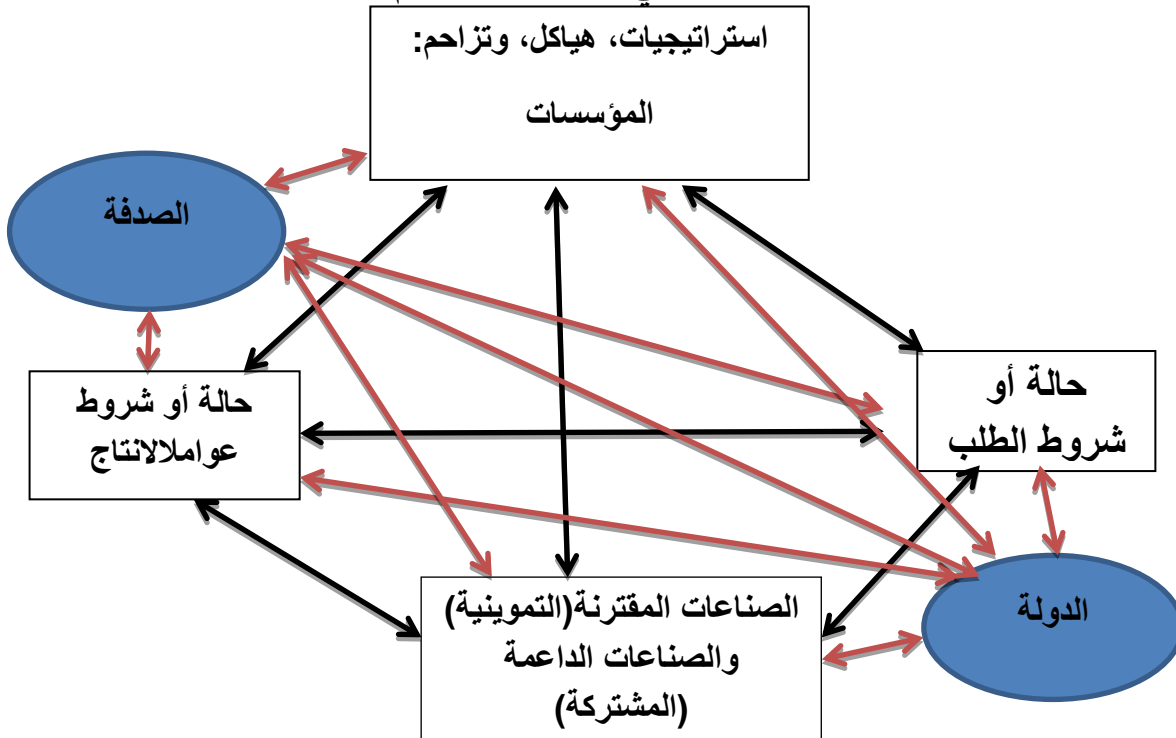 استراتيجيات، هياكل، وتزاحم:
المؤسسات
الصدفة
حالة أو شروط
عواملالانتاج
حالة أو
شروط الطلب
الصناعات المقترنة(التموينية)
والصناعات الداعمة
(المشتركة)
الدولة